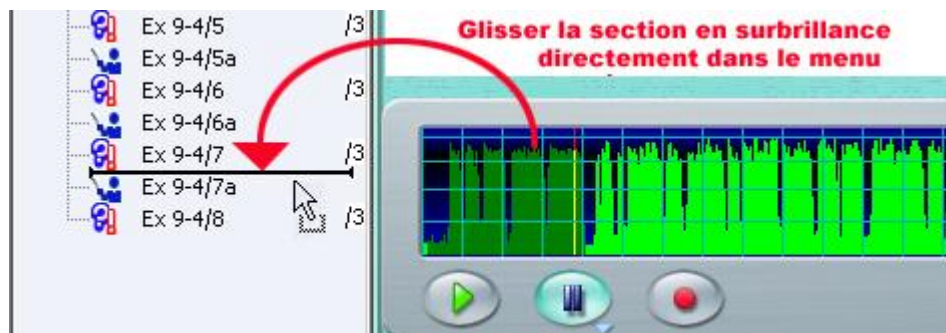 Ex 9-4/5 /3
Ex 9-4/5a
Ex 9-4/6 /3
Ex 9-4/6a
Ex 9-4/7 /3
Ex 9-4/7a
Ex 9-4/8 /3
Glisser la section en surbrillance
directement dans le menu